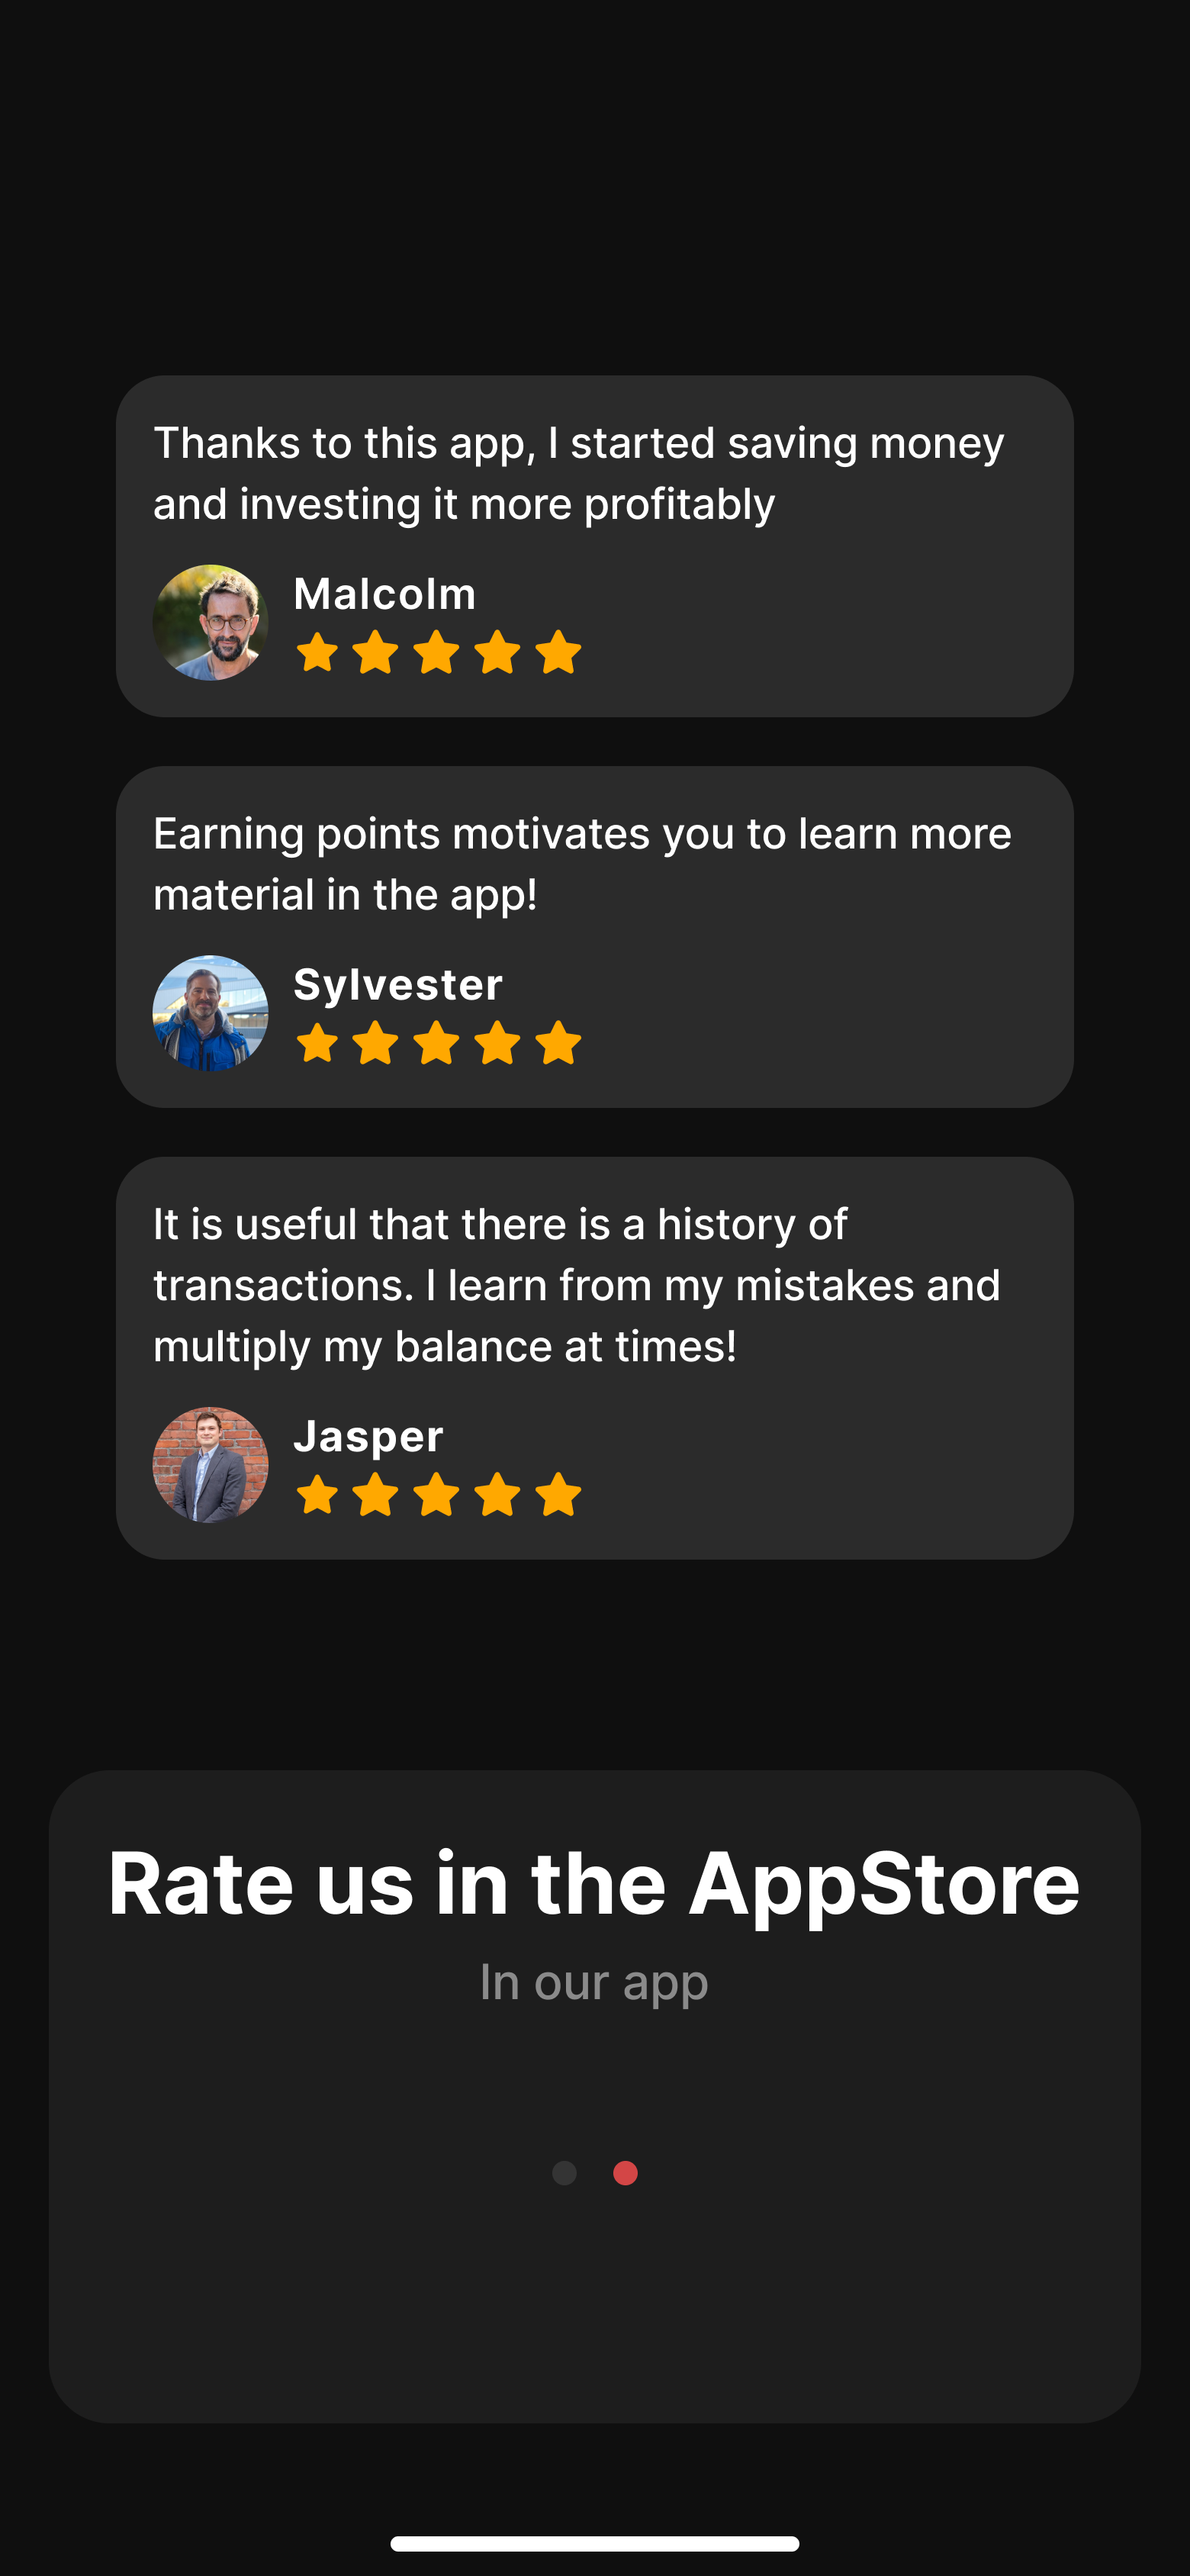 Thanks to this app, I started saving money
and investing it more profitably
Malcolm
Earning points motivates you to learn more
material in the app!
Sylvester
It is useful that there is a history of
transactions. I learn from my mistakes and
multiply my balance at times!
Jasper
Rate us in the AppStore
In our app